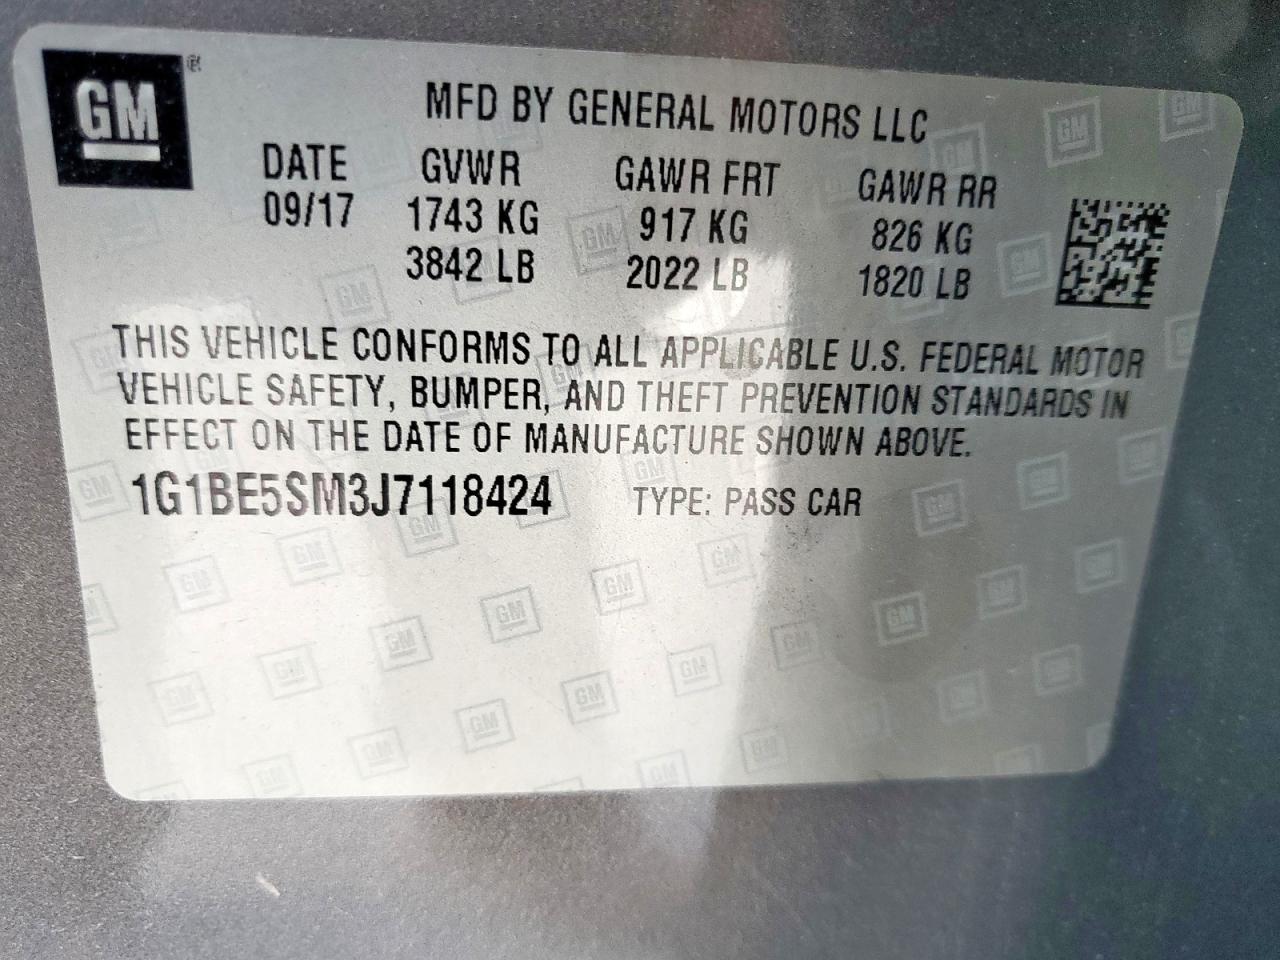 GM
MFD BY GENERAL MOTORS LLC
DATE GVWR GAWR FRT GAWR RR
09/17 1743 KG 917 KG 826 KG
3842 LB 2022 LB 1820 LB
THIS VEHICLE CONFORMS TO ALL APPLICABLE U.S. FEDERAL MOTOR
VEHICLE SAFETY, BUMPER, AND THEFT PREVENTION STANDARDS IN
EFFECT ON THE DATE OF MANUFACTURE SHOWN ABOVE.
1G1BE5SM3J7118424 TYPE: PASS CAR